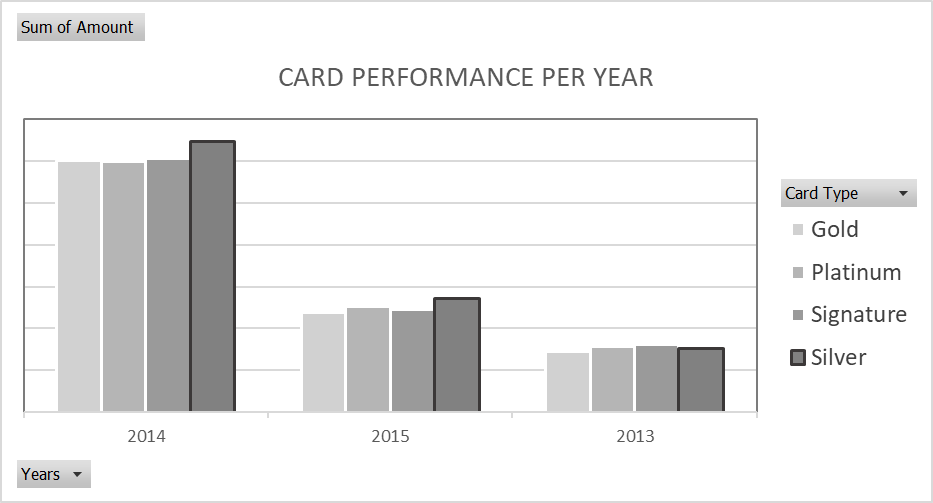 Sum of Amount
CARD PERFORMANCE PER YEAR
Card Type
Gold
Platinum
Signature
Silver
2014
2015
2013
Years